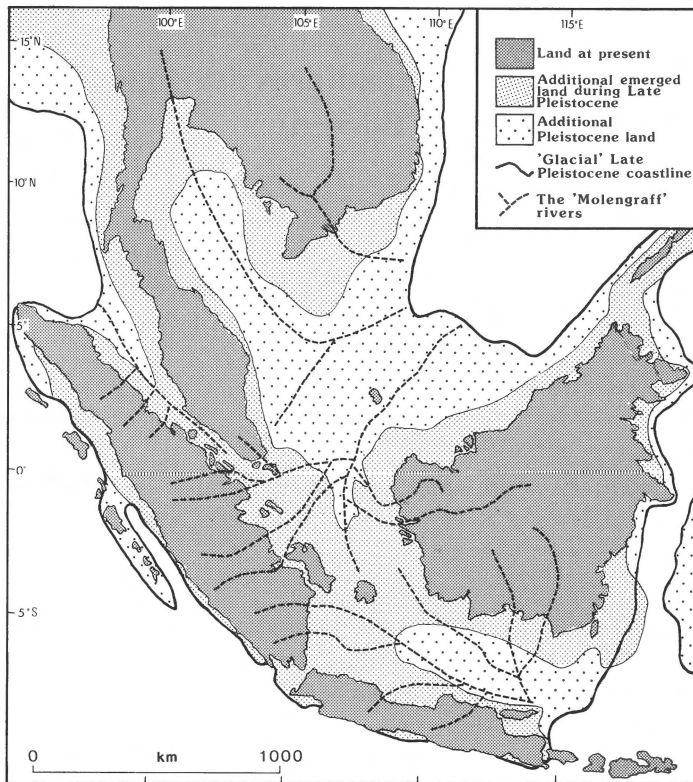 100°E
105°E
110°E
115°E
15°N
10°N
5°
0°
5°S
Land at present
Additional emerged
land during Late
Pleistocene
Additional
Pleistocene land
'Glacial' Late
Pleistocene coastline
The 'Molengraff'
rivers
0 km 1000